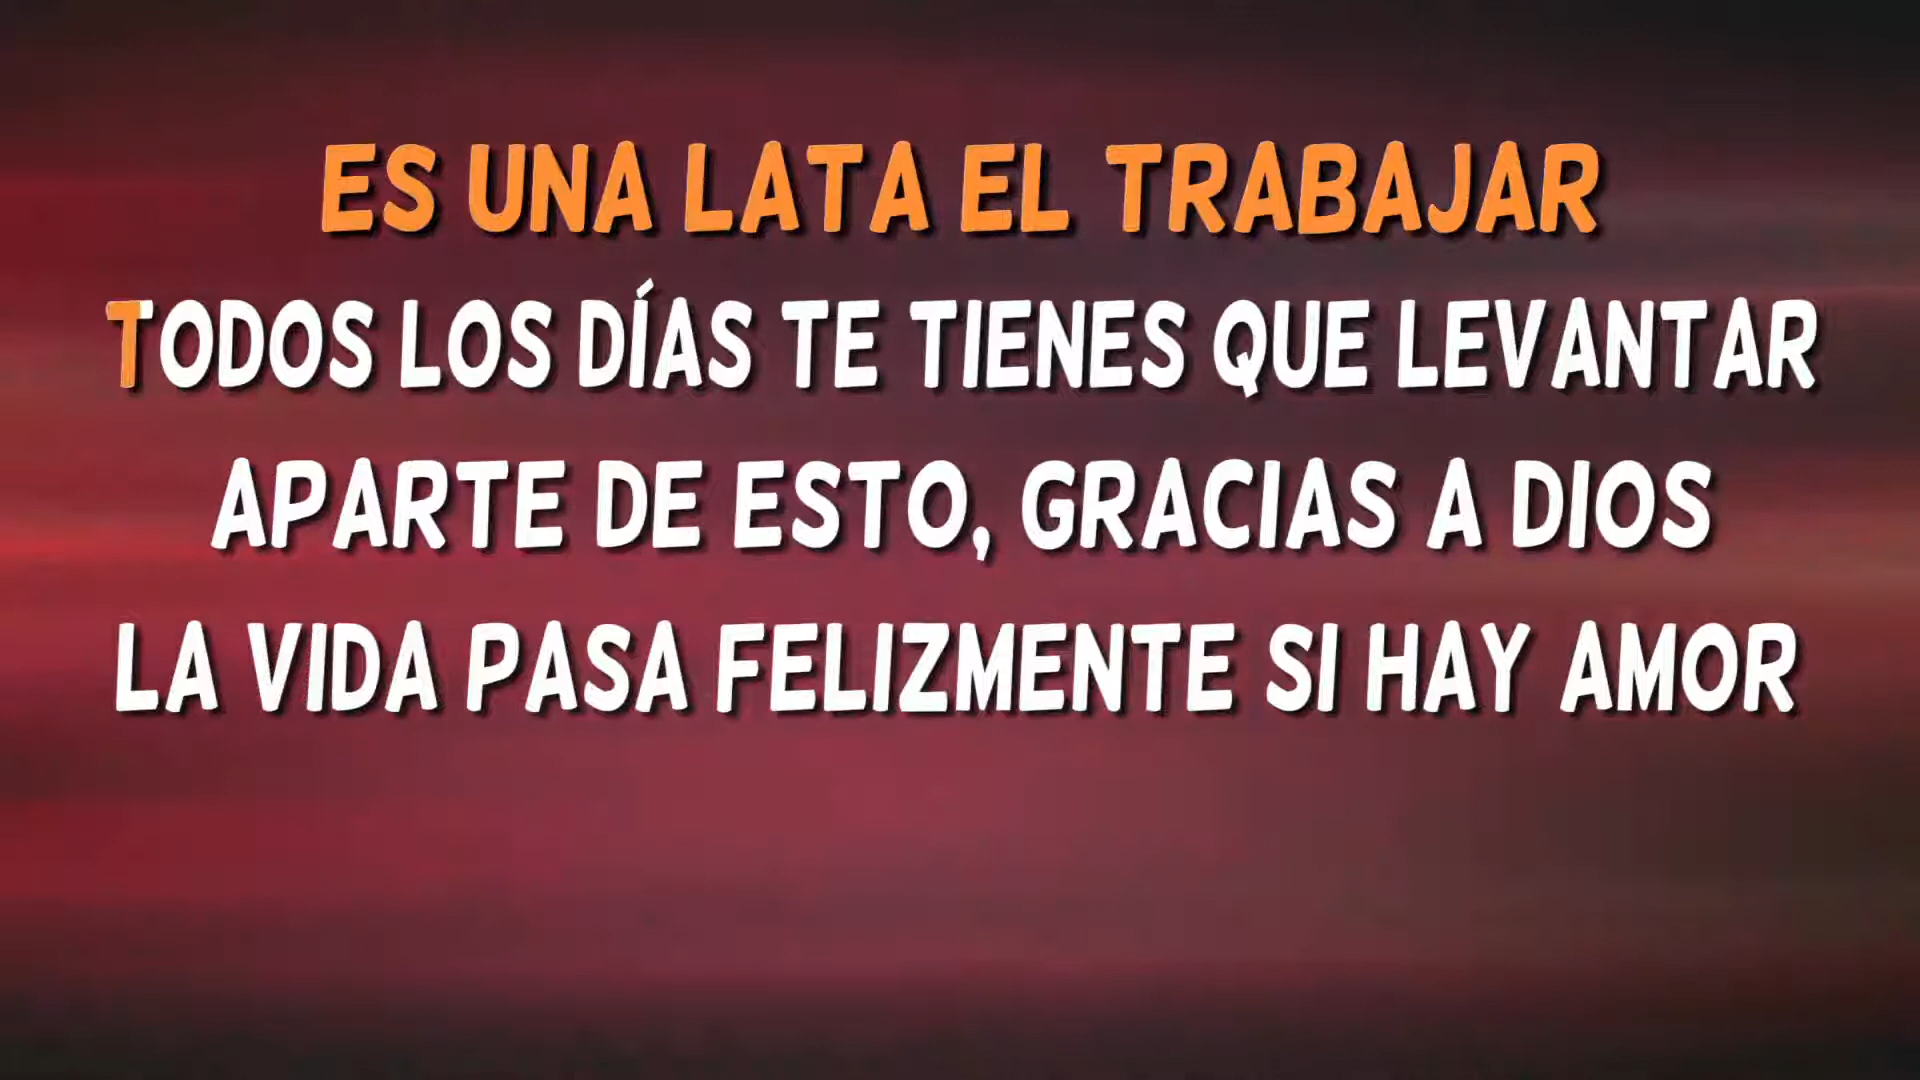 ES UNA LATA EL TRABAJAR
TODOS LOS DÍAS TE TIENES QUE LEVANTAR
APARTE DE ESTO, GRACIAS A DIOS
LA VIDA PASA FELIZMENTE SI HAY AMOR